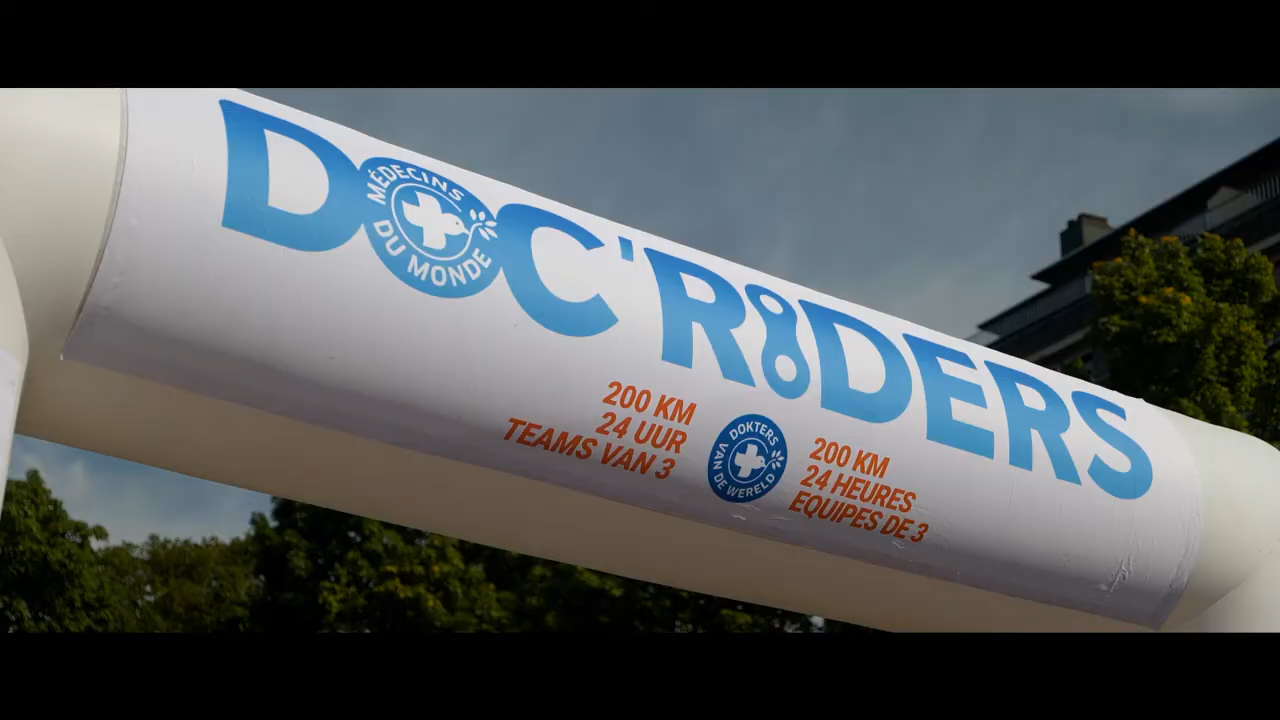 DOC'RIDERS
MÉDECINS
DU MONDE
200 KM
24 UUR
TEAMS VAN 3
DOKTERS
VAN DE WERELD
200 KM
24 HEURES
EQUIPES DE 3